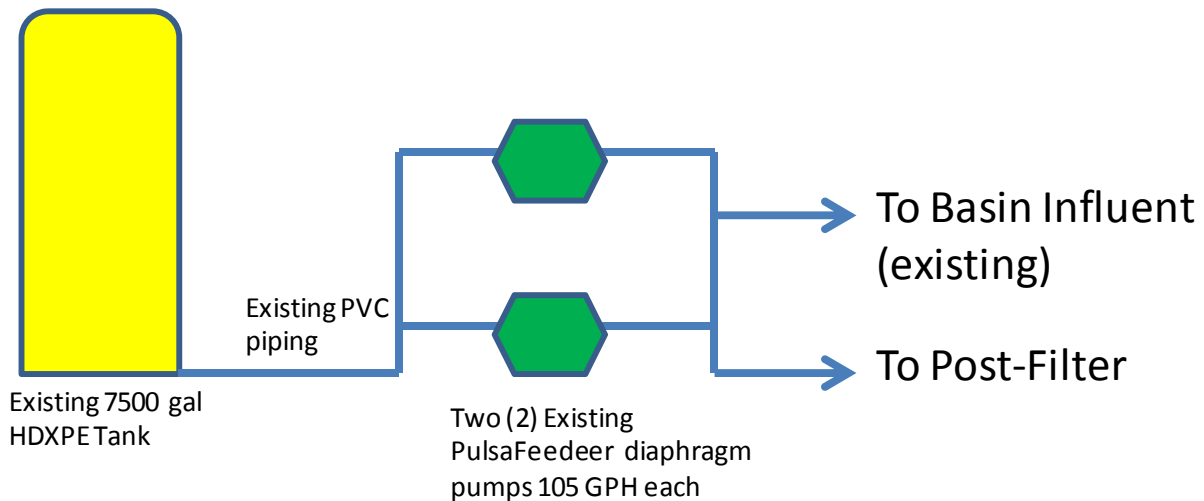 To Basin Influent
(existing)
Existing PVC
piping
To Post-Filter
Existing 7500 gal
HDXPE Tank
Two (2) Existing
PulsaFeedeer diaphragm
pumps 105 GPH each